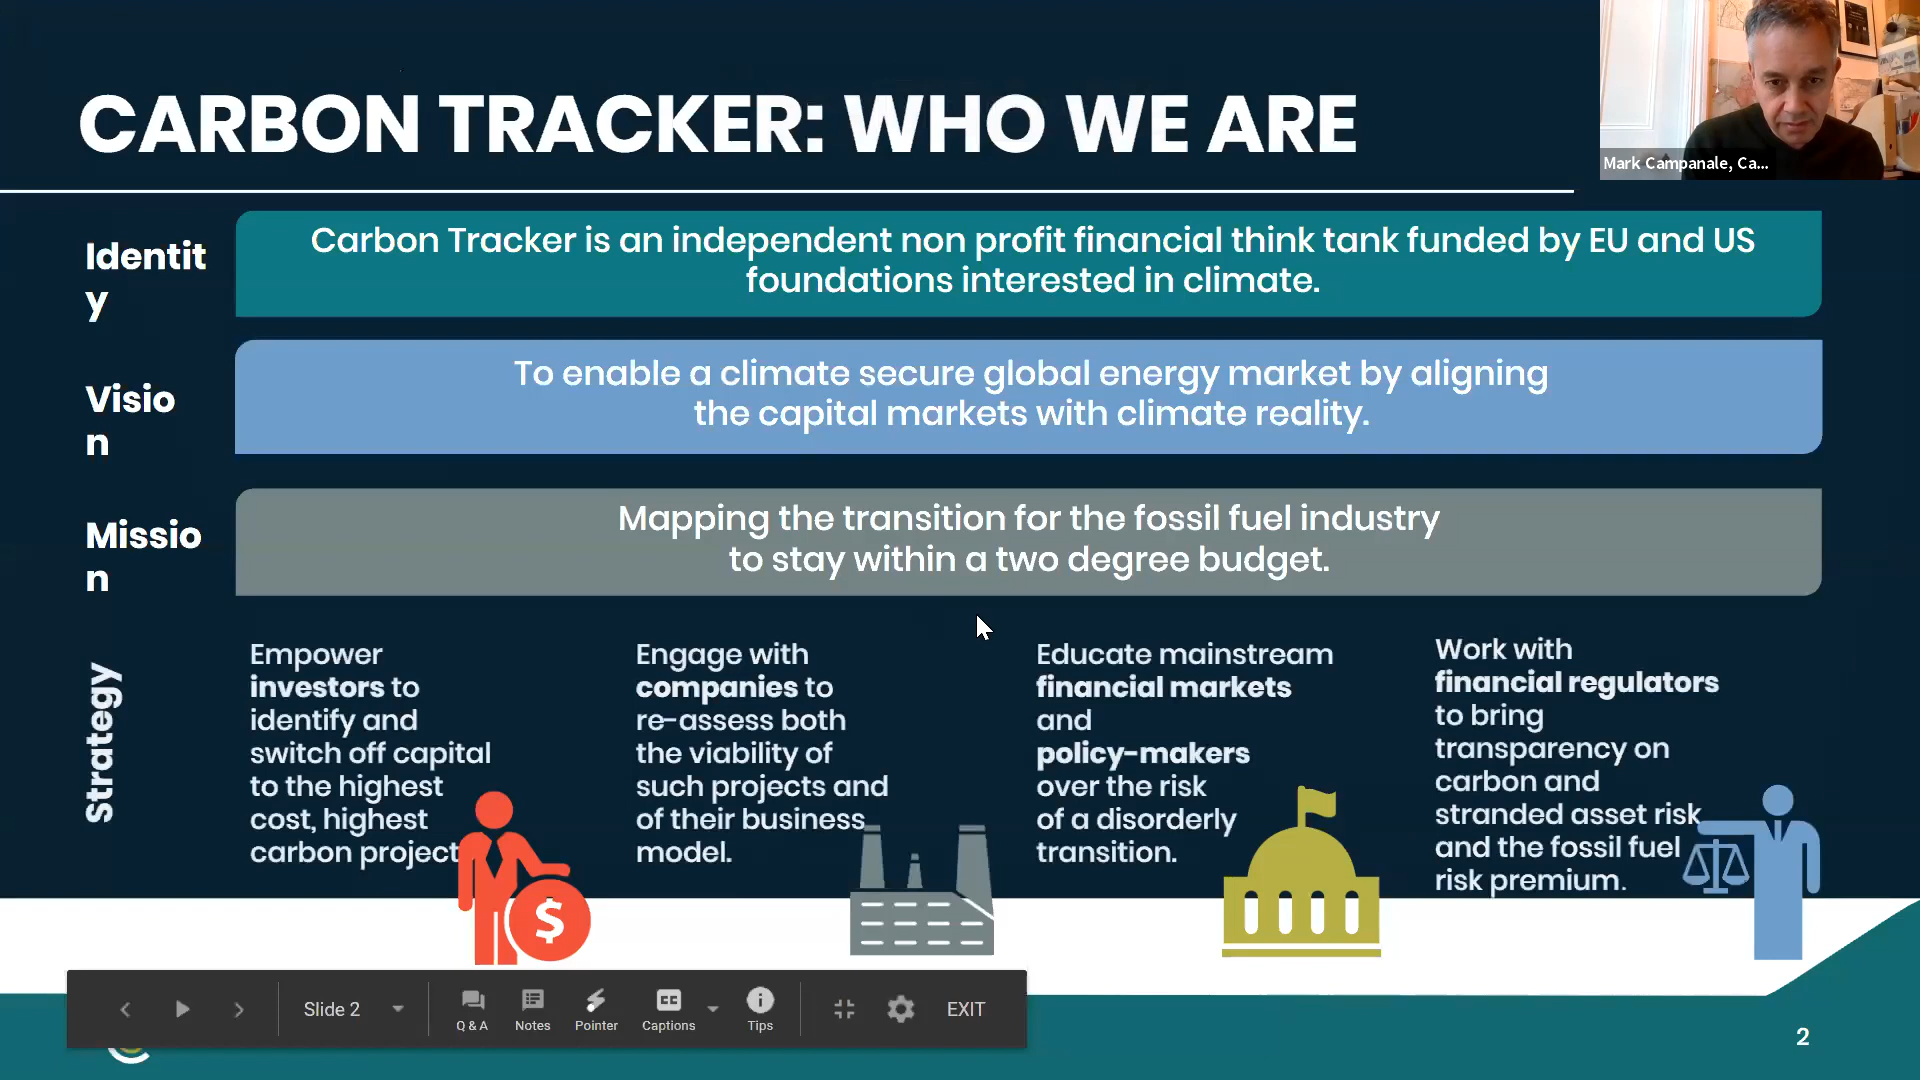 CARBON TRACKER: WHO WE ARE
Mark Campanale, Ca...
Identit
y
Carbon Tracker is an independent non profit financial think tank funded by EU and US
foundations interested in climate.
Visio
n
To enable a climate secure global energy market by aligning
the capital markets with climate reality.
Missio
n
Mapping the transition for the fossil fuel industry
to stay within a two degree budget.
Strategy
Empower
investors to
identify and
switch off capital
to the highest
cost, highest
carbon project
$
Engage with
companies to
re-assess both
the viability of
such projects and
of their business
model.
Educate mainstream
financial markets
and
policy-makers
over the risk
of a disorderly
transition.
Work with
financial regulators
to bring
transparency on
carbon and
stranded asset risk
and the fossil fuel
risk premium.
Slide 2
Q & A
Notes
Pointer
CC
Captions
Tips
EXIT
2